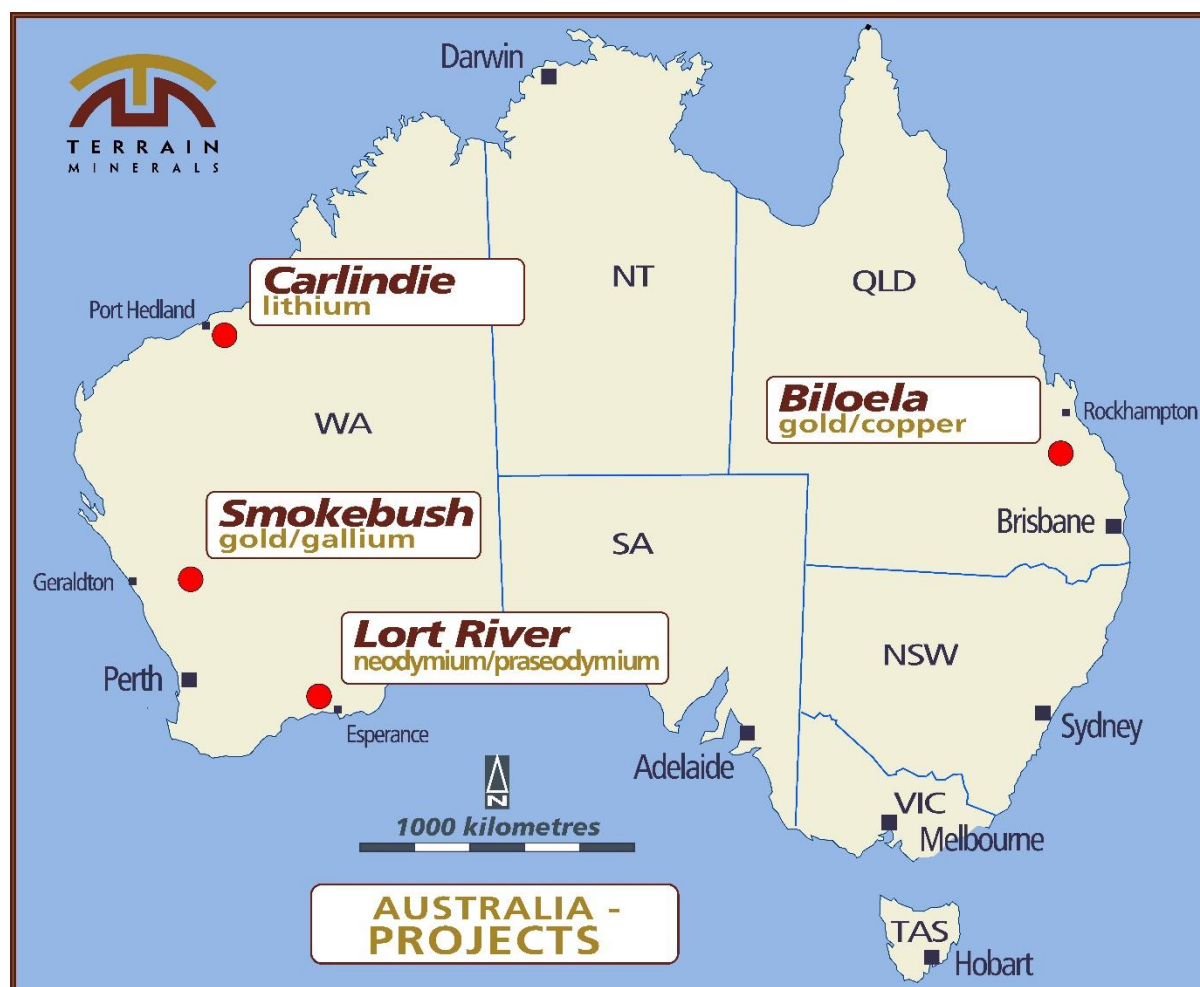 TERRAIN
MINERALS
Darwin
Carlindie
lithium
Port Hedland
NT
QLD
WA
Biloela
gold/copper
Rockhampton
Smokebush
gold/gallium
SA
Brisbane
Geraldton
Lort River
neodymium/praseodymium
NSW
Perth
Esperance
Sydney
Adelaide
N
1000 kilometres
VIC
Melbourne
AUSTRALIA -
PROJECTS
TAS
Hobart